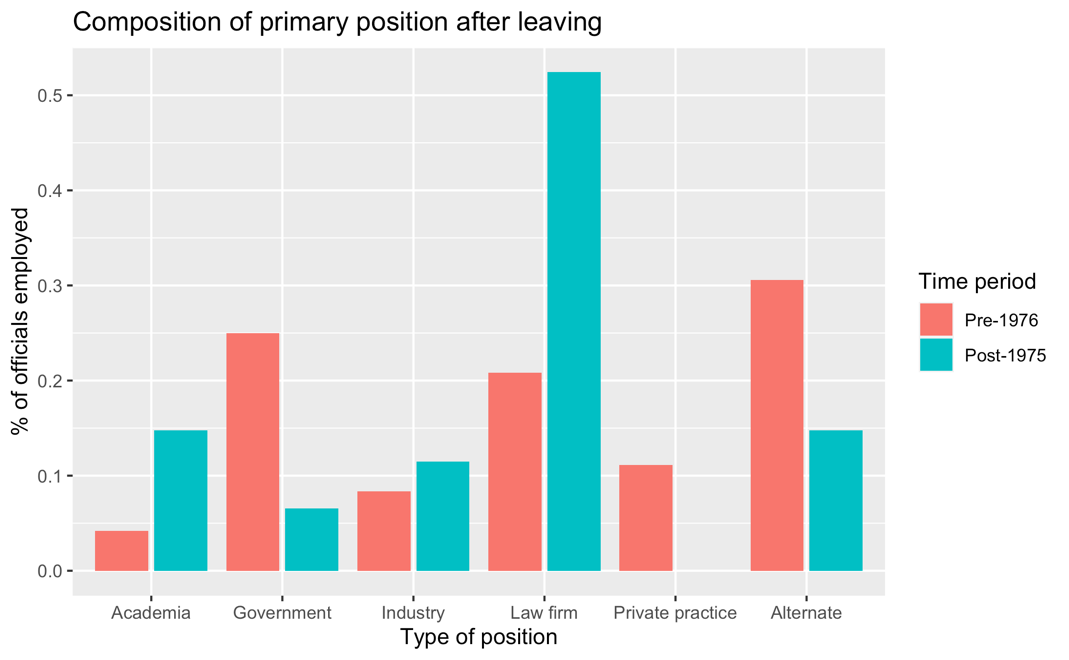 Composition of primary position after leaving
% of officials employed
0.5
0.4
0.3
0.2
0.1
0.0
Academia Government Industry Law firm Private practice Alternate
Type of position
Time period
Pre-1976
Post-1975